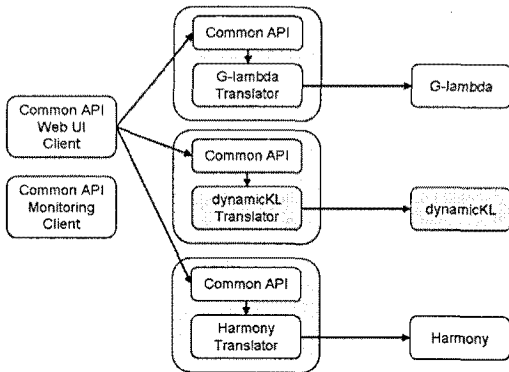 Common API
G-lambda
Translator
G-lambda
Common API
Web UI
Client
Common API
Monitoring
Client
Common API
dynamicKL
Translator
dynamicKL
Common API
Harmony
Translator
Harmony